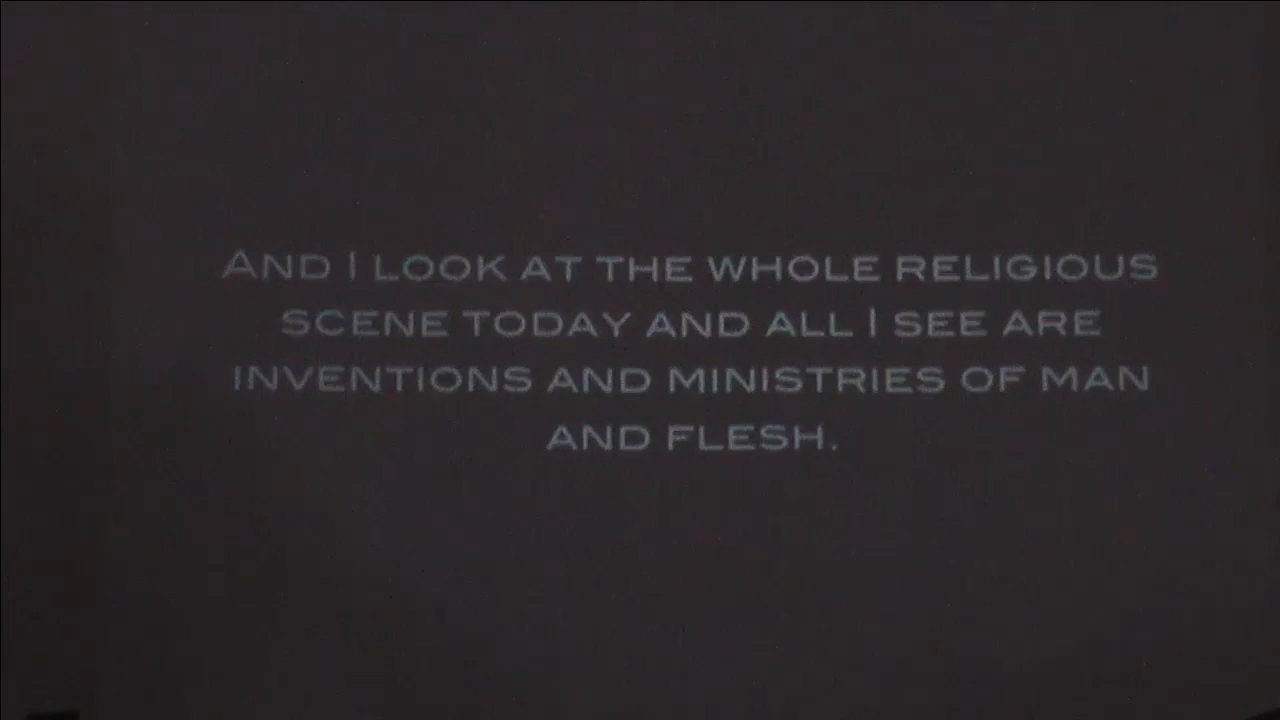 AND I LOOK AT THE WHOLE RELIGIOUS
SCENE TODAY AND ALL I SEE ARE
INVENTIONS AND MINISTRIES OF MAN
AND FLESH.